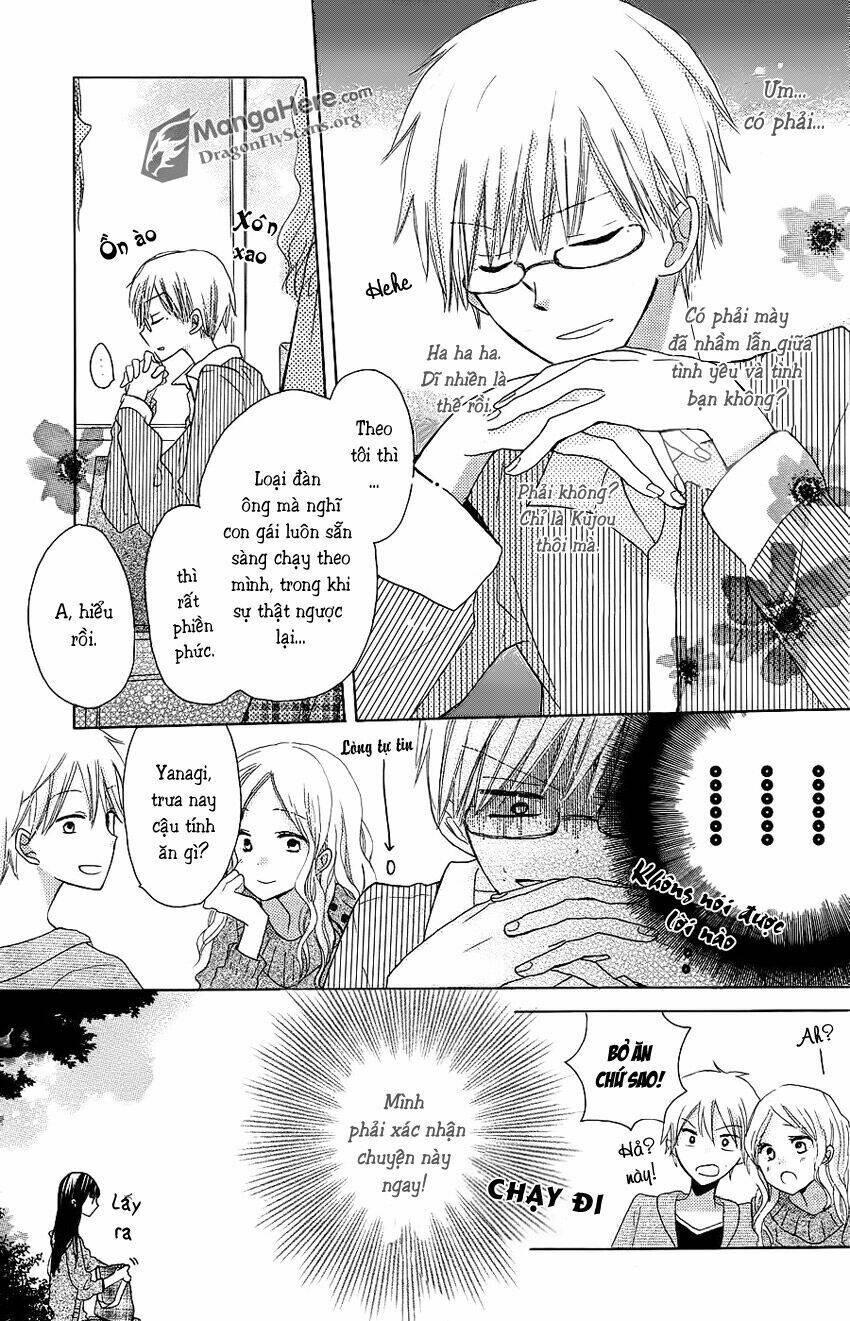 MangaHere.com
DragonFlyScans.org
Ưm...
có phải...
Có phải mày
đã nhầm lẫn giữa
tình yêu và tình
bạn không?
Hehe
Ha ha ha.
Dĩ nhiên là
thế rồi.
Phải không?
Chỉ là Kujou
thôi mà.
Xôn
xao
Ồn ào
...
Theo
tôi thì
...
Loại đàn
ông mà nghĩ
con gái luôn sẵn
sàng chạy theo
mình, trong khi
sự thật ngược
lại...
thì
rất
phiền
phức.
A, hiểu
rồi.
Không nói được
lời nào
Lòng tự tin
Yanagi,
trưa nay
cậu tính
ăn gì?
Ah?
BỎ ĂN
CHỨ SAO!
Hả?
này!
CHẠY ĐI
Mình
phải xác nhận
chuyện này
ngay!
Lấy
ra